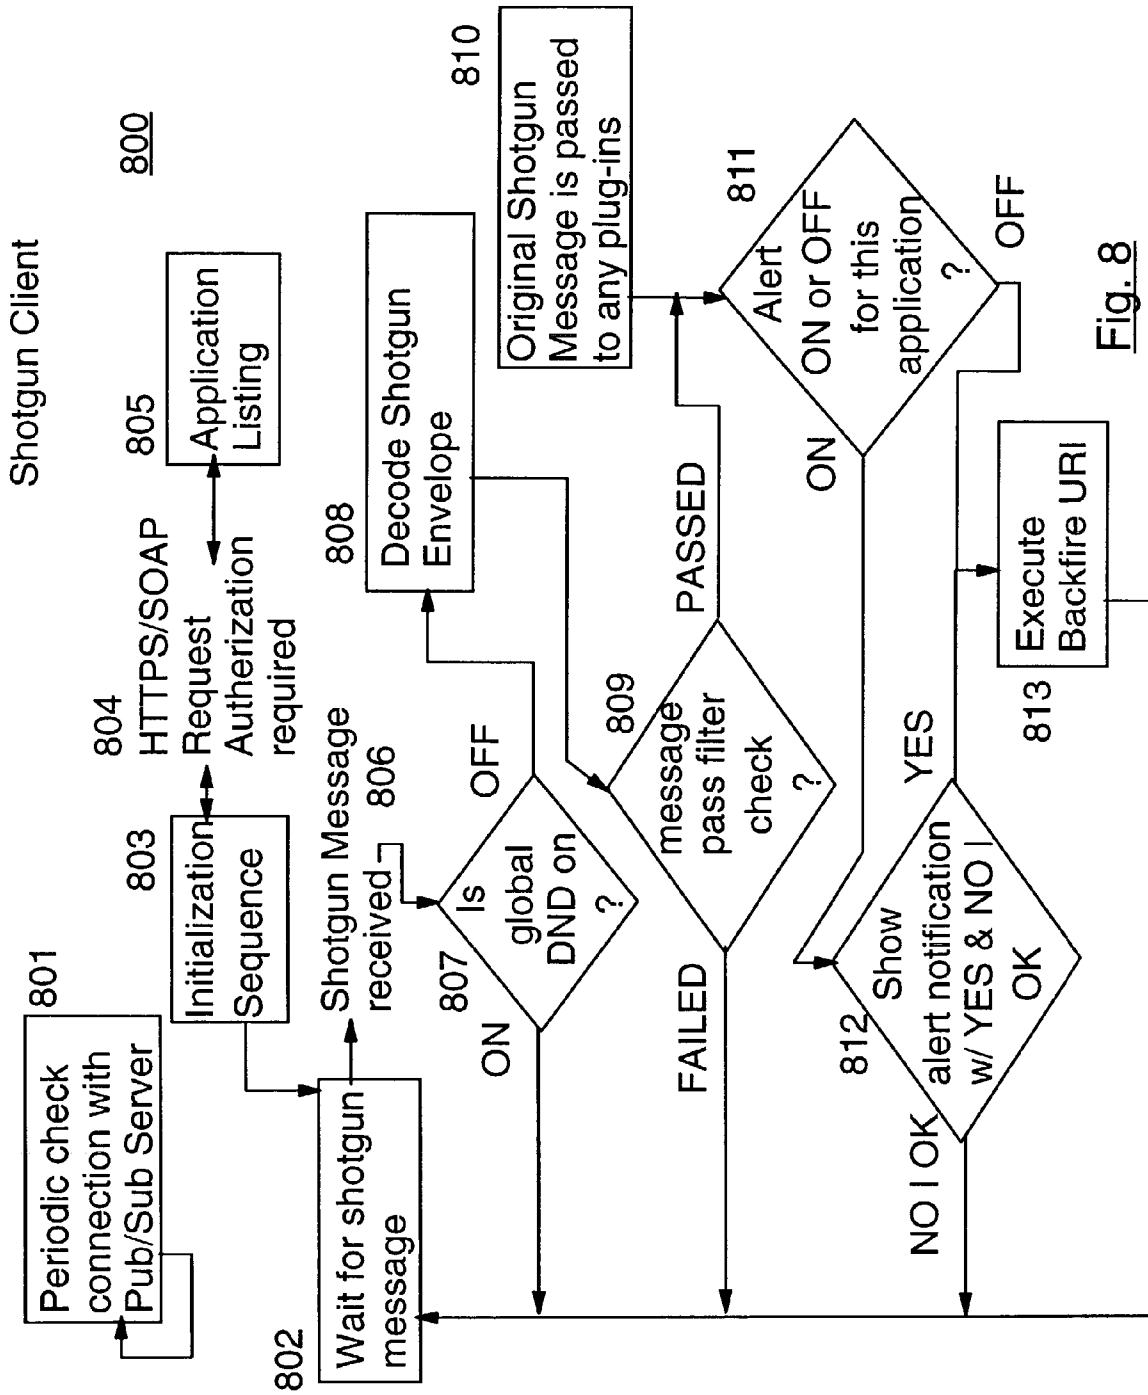 Shotgun Client
800
801
Periodic check
connection with
Pub/Sub Server
803
Initialization
Sequence
804
HTTPS/SOAP
Request
Autherization
required
805
Application
Listing
802
Wait for shotgun
message
Shotgun Message
received
806
807
Is
global
DND on
?
ON
OFF
808
Decode Shotgun
Envelope
809
message
pass filter
check
?
FAILED
PASSED
810
Original Shotgun
Message is passed
to any plug-ins
811
Alert
ON or OFF
for this
application
?
ON
OFF
812
Show
alert notification
w/ YES & NO |
OK
NO | OK
YES
813
Execute
Backfire URI
Fig. 8